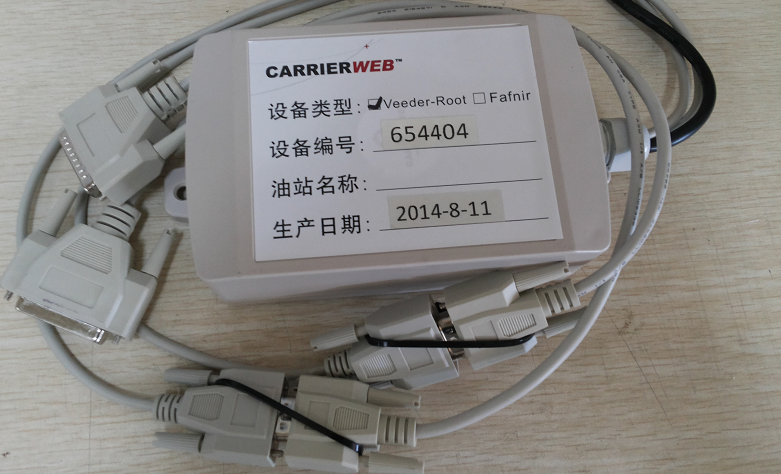 CARRIERWEB™
设备类型: ☑Veeder-Root ☐Fafnir
设备编号: 654404
油站名称:
生产日期: 2014-8-11